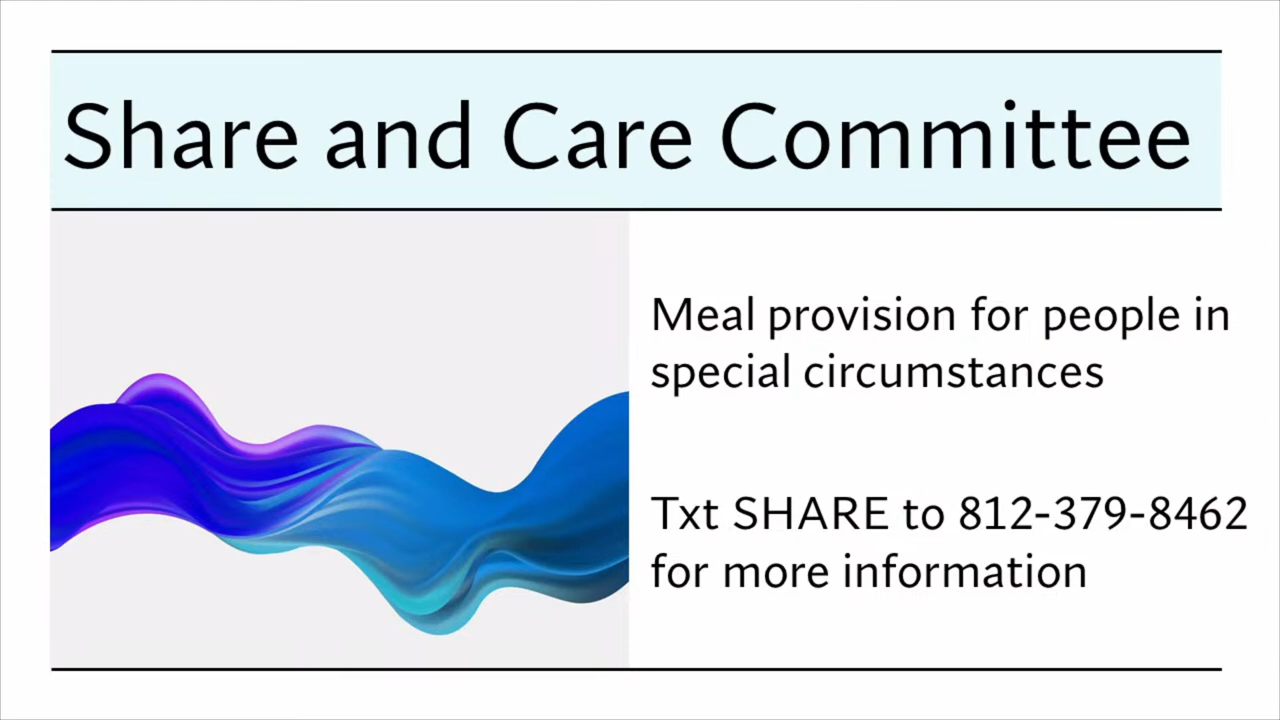 Share and Care Committee
Meal provision for people in
special circumstances
Txt SHARE to 812-379-8462
for more information